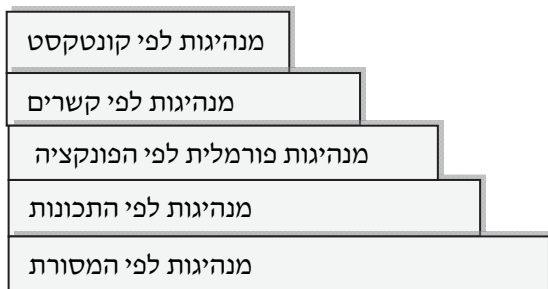 מנהיגות לפי קונטקסט
מנהיגות לפי קשרים
מנהיגות פורמלית לפי הפונקציה
מנהיגות לפי התכונות
מנהיגות לפי המסורת